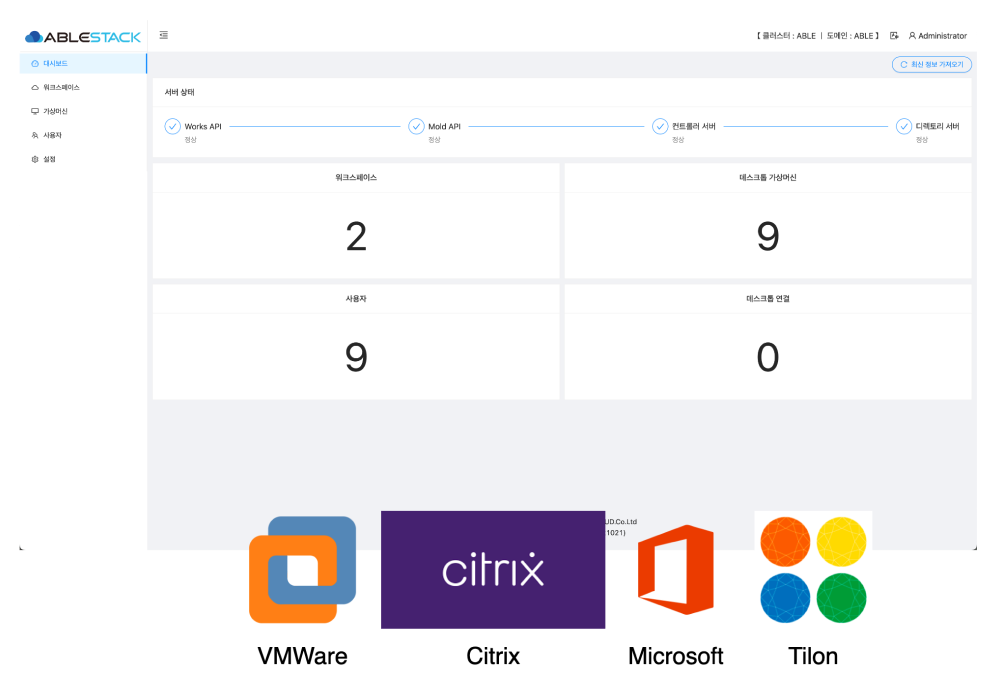 ABLESTACK
【 클러스터 : ABLE | 도메인 : ABLE 】 Administrator
대시보드
워크스페이스
가상머신
사용자
설정
최신 정보 가져오기
서버 상태
Works API
정상
Mold API
정상
컨트롤러 서버
정상
디렉토리 서버
정상
워크스페이스
2
데스크톱 가상머신
9
사용자
9
데스크톱 연결
0
UD.Co.Ltd
1021)
citrix
VMWare
Citrix
Microsoft
Tilon